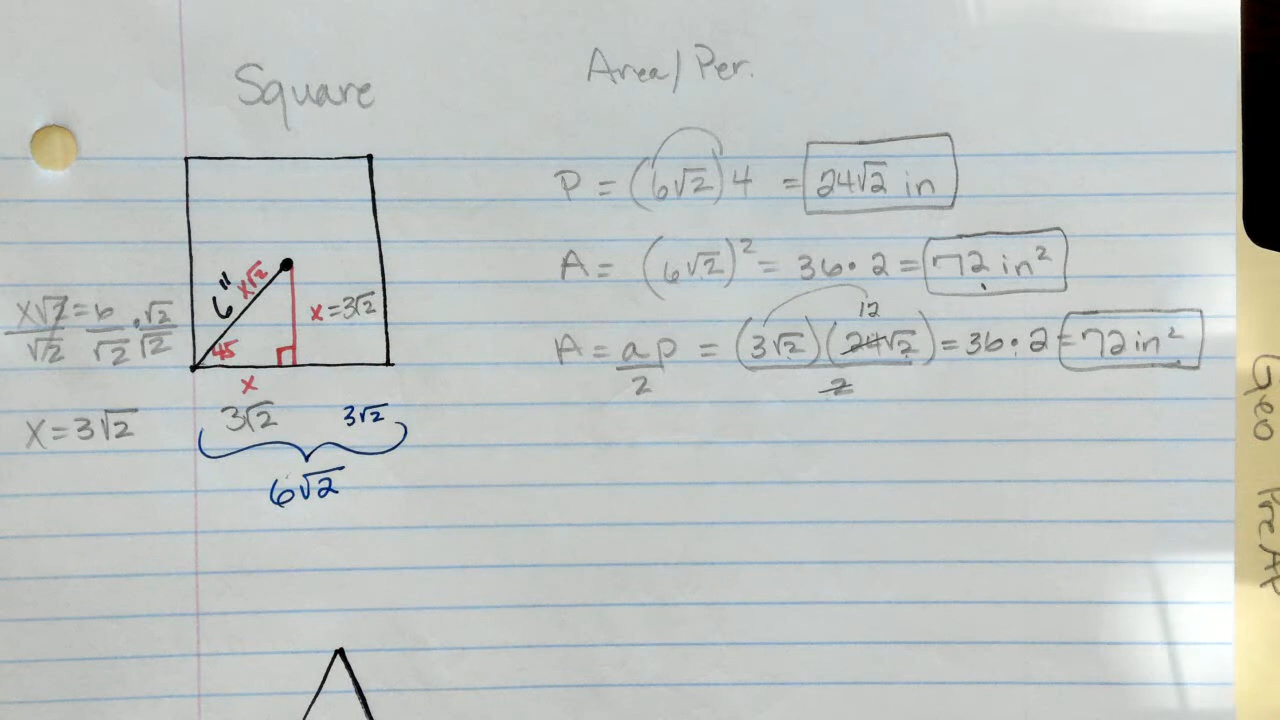 Square
Area/Per.
P = (6√2)4 = 24√2 in
A = (6√2)² = 36·2 = 72 in²
A = ap/2 = (3√2)(24√2)/2 = 36·2 = 72 in²
12
6" x√2
x = 3√2
45
x
x√2/√2 = 6/√2 · √2/√2
x = 3√2
3√2 3√2
6√2
Geo PreAP